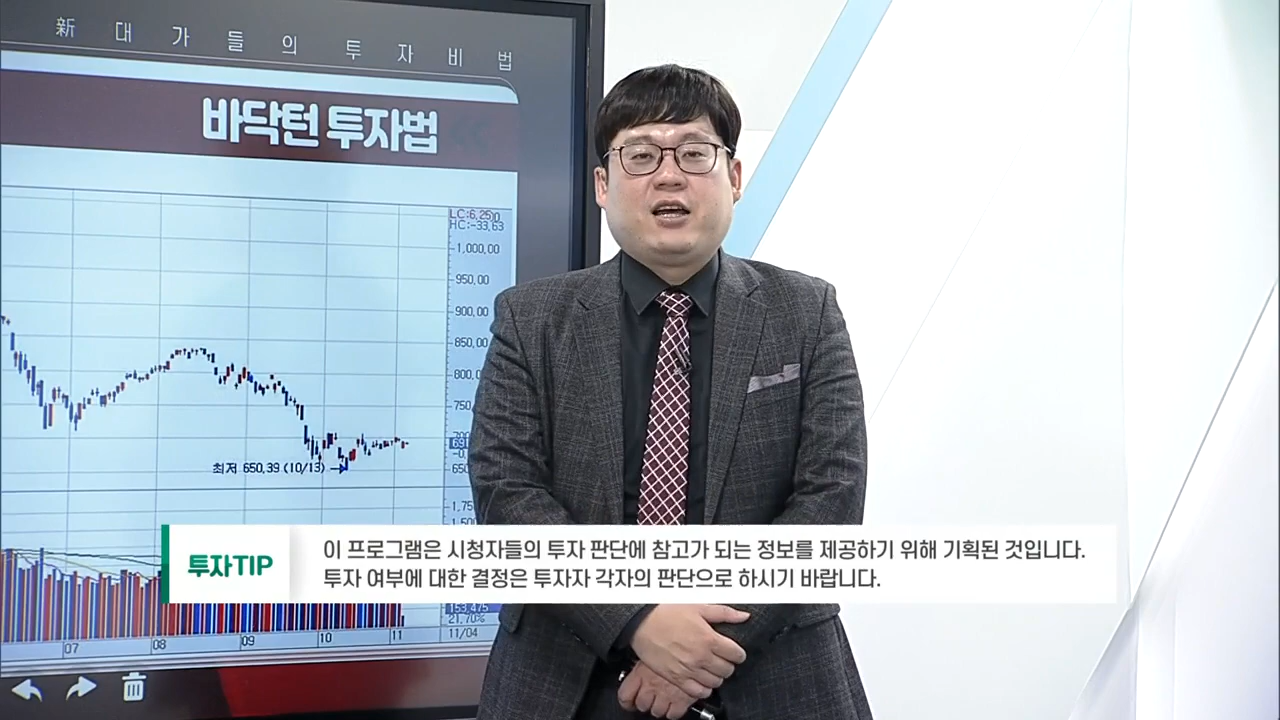 新 대 가 들 의 투 자 비 법
바닥턴 투자법
LC:6,25
HC:-33,63
1,000,00
950,00
900,00
850,00
800,00
750
691
최저 650,39 (10/13)
650
1,75
1,500
투자TIP
이 프로그램은 시청자들의 투자 판단에 참고가 되는 정보를 제공하기 위해 기획된 것입니다.
투자 여부에 대한 결정은 투자자 각자의 판단으로 하시기 바랍니다.
153,475
21,70%
07 08 09 10 11 11/04